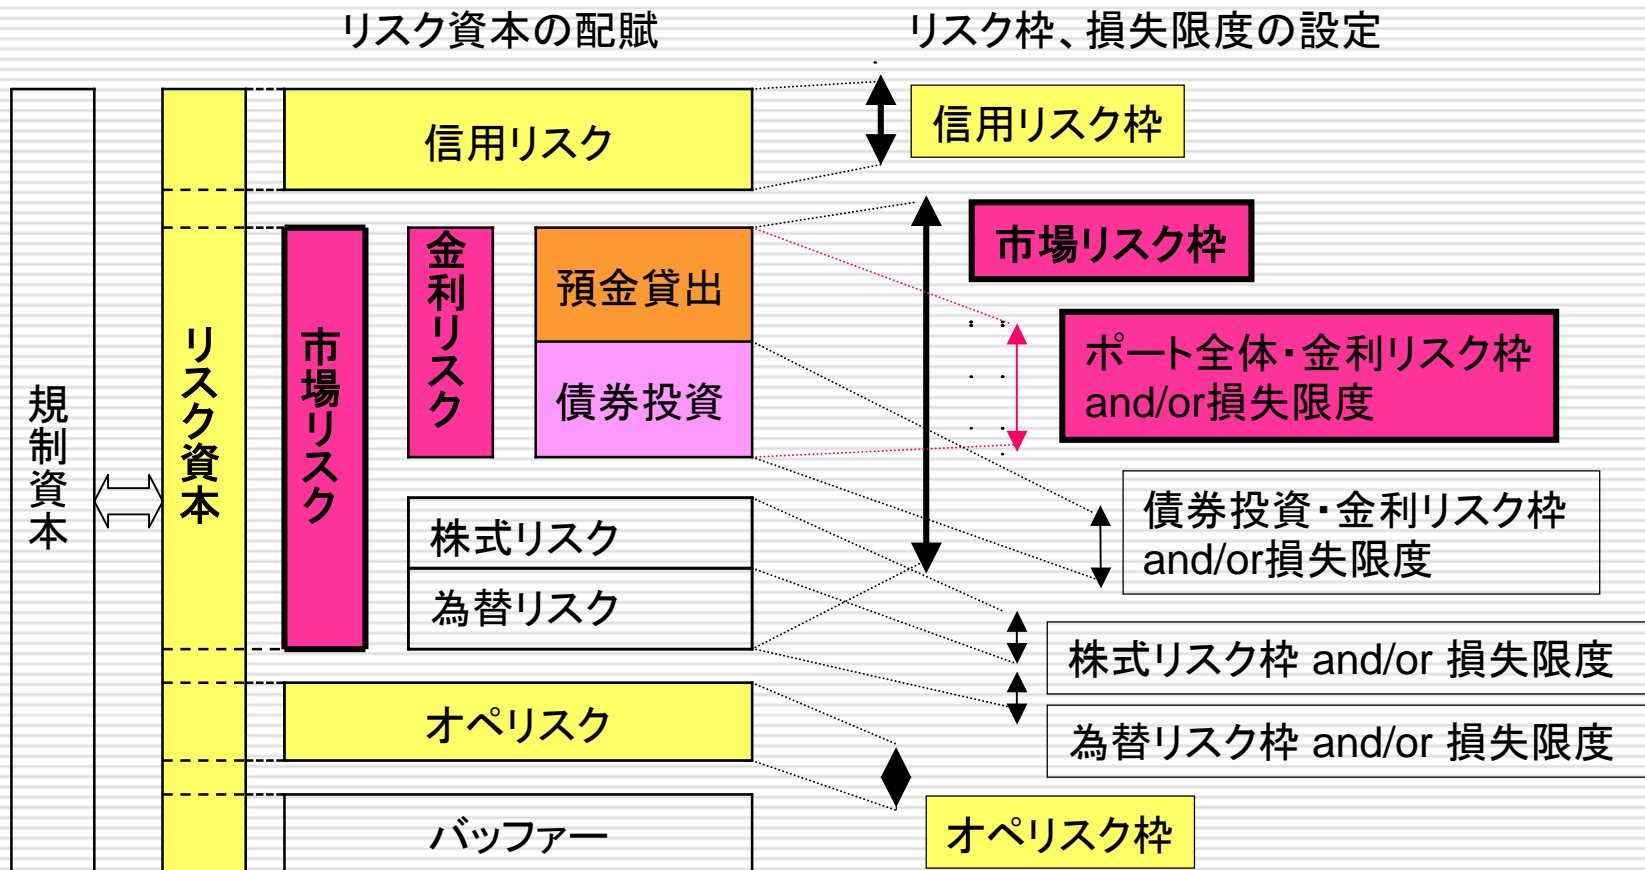 リスク資本の配賦
リスク枠、損失限度の設定
規制資本
リスク資本
信用リスク
信用リスク枠
市場リスク
金利リスク
預金貸出
債券投資
市場リスク枠
ポート全体・金利リスク枠
and/or損失限度
債券投資・金利リスク枠
and/or損失限度
株式リスク
為替リスク
株式リスク枠 and/or 損失限度
為替リスク枠 and/or 損失限度
オペリスク
オペリスク枠
バッファー